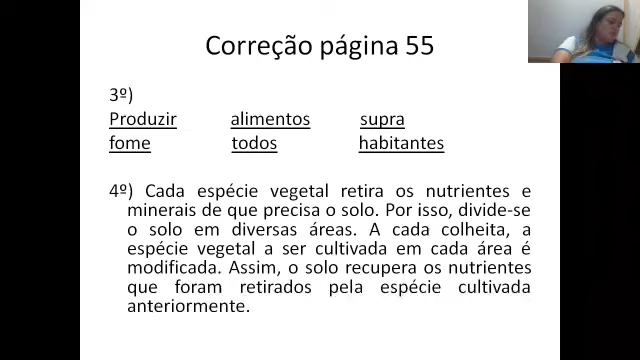 Correção página 55
3º)
Produzir alimentos supra
fome todos habitantes
4º) Cada espécie vegetal retira os nutrientes e
minerais de que precisa o solo. Por isso, divide-se
o solo em diversas áreas. A cada colheita, a
espécie vegetal a ser cultivada em cada área é
modificada. Assim, o solo recupera os nutrientes
que foram retirados pela espécie cultivada
anteriormente.